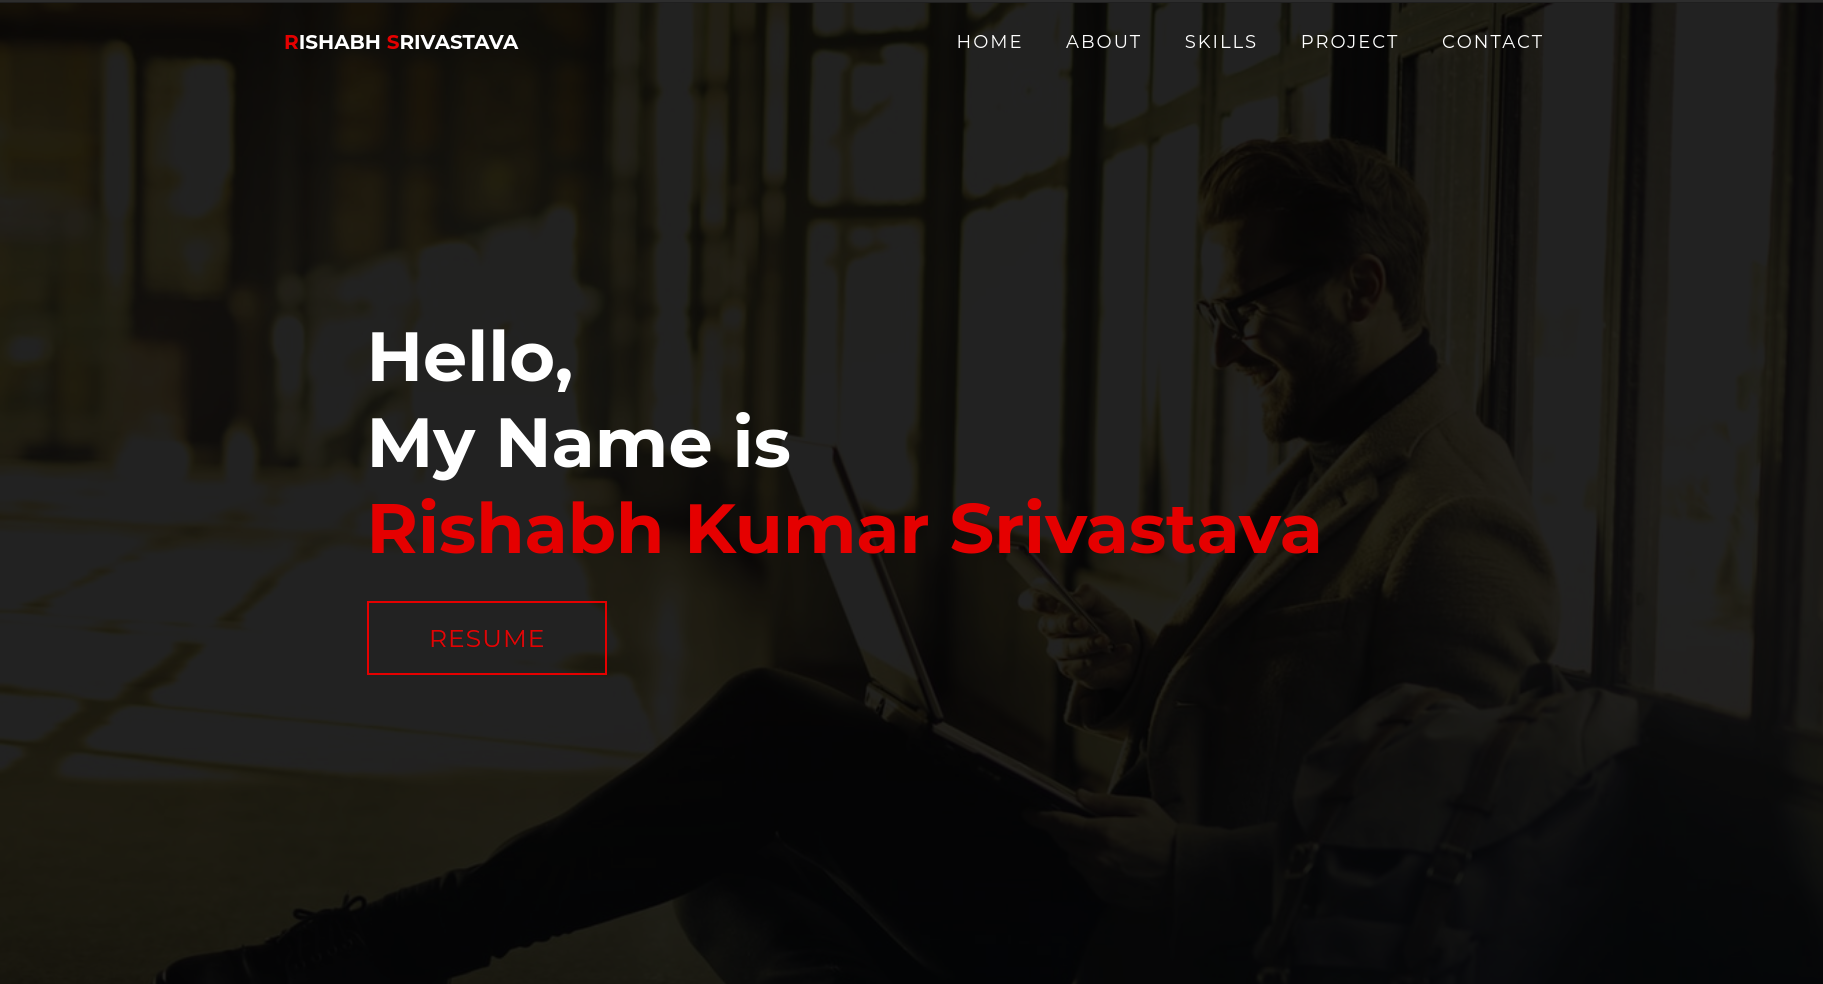 RISHABH SRIVASTAVA
HOME ABOUT SKILLS PROJECT CONTACT
Hello,
My Name is
Rishabh Kumar Srivastava
RESUME